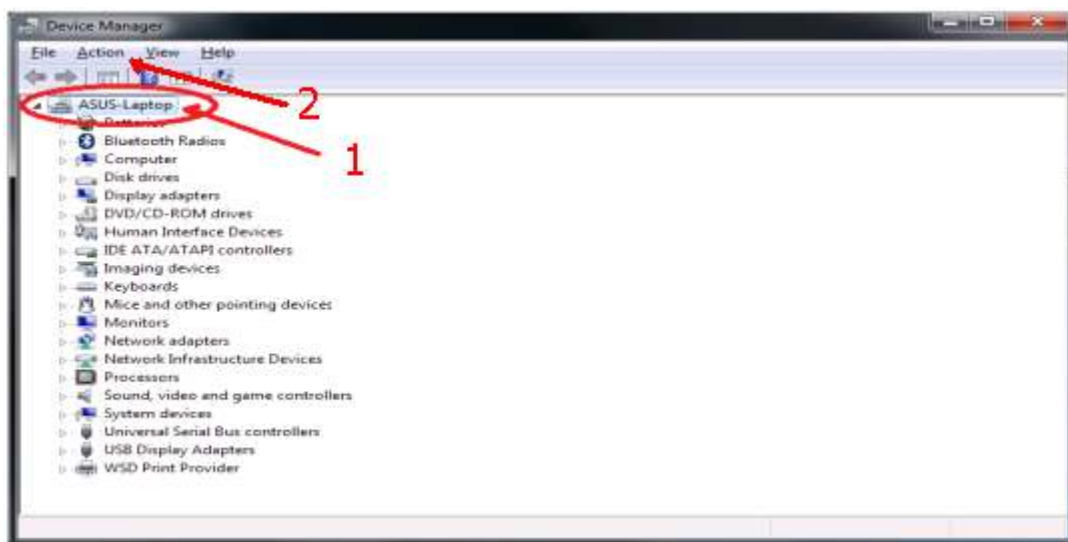 Device Manager
File Action View Help
2
ASUS-Laptop
1
Batteries
Bluetooth Radios
Computer
Disk drives
Display adapters
DVD/CD-ROM drives
Human Interface Devices
IDE ATA/ATAPI controllers
Imaging devices
Keyboards
Mice and other pointing devices
Monitors
Network adapters
Network Infrastructure Devices
Processors
Sound, video and game controllers
System devices
Universal Serial Bus controllers
USB Display Adapters
WSD Print Provider